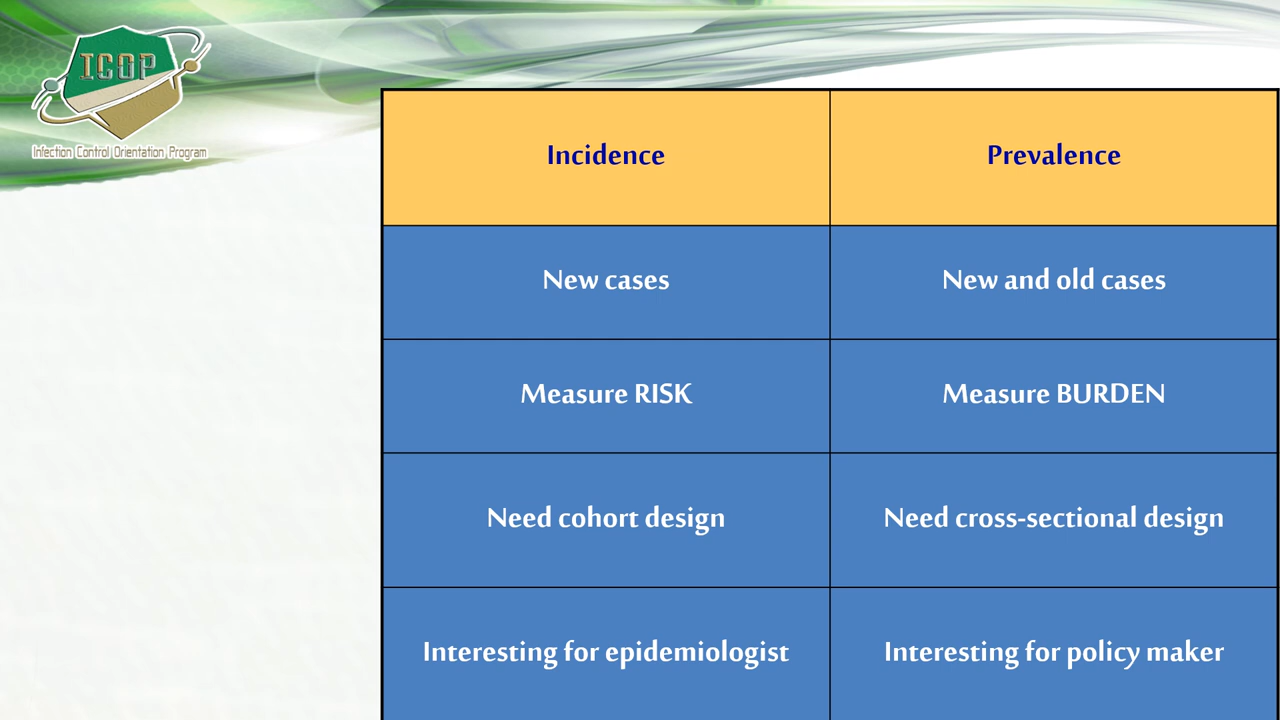 ICOP
Infection Control Orientation Program
Incidence
Prevalence
New cases
New and old cases
Measure RISK
Measure BURDEN
Need cohort design
Need cross-sectional design
Interesting for epidemiologist
Interesting for policy maker